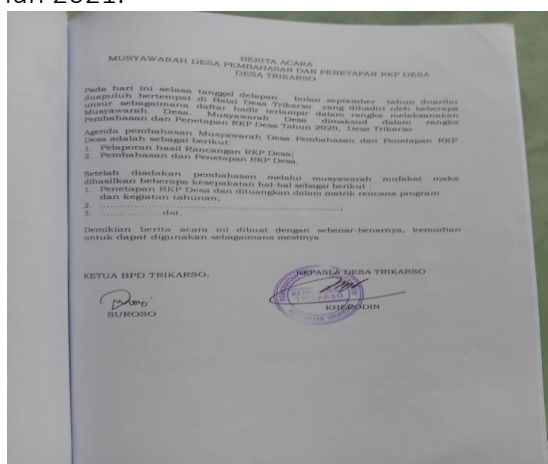 BERITA ACARA
MUSYAWARAH DESA PEMBAHASAN DAN PENETAPAN RKP DESA
DESA TRIKARSO
Pada hari ini selasa tanggal delapan bulan september tahun duaribu
duapuluh bertempat di Balai Desa Trikarso yang dihadiri oleh beberapa
unsur sebagaimana daftar hadir terlampir dalam rangka melaksanakan
Musyawarah Desa. Musyawarah Desa dimaksud dalam rangka
Pembahasan dan Penetapan RKP Desa Tahun 2020, Desa Trikarso
Agenda pembahasan Musyawarah Desa Pembahasan dan Penetapan RKP
Desa adalah sebagai berikut:
1. Pelaporan hasil Rancangan RKP Desa;
2. Pembahasan dan Penetapan RKP Desa.
Setelah diadakan pembahasan melalui musyawarah mufakat maka
dihasilkan beberapa kesepakatan hal-hal sebagai berikut :
1. Penetapan RKP Desa dan dituangkan dalam matrik rencana program
dan kegiatan tahunan;
2. ......................................................;
3. ................dst.
Demikian berita acara ini dibuat dengan sebenar-benarnya, kemudian
untuk dapat digunakan sebagaimana mestinya
KETUA BPD TRIKARSO,
KEPASLA DESA TRIKARSO
TRIKARSO
SUROSO
KHERODIN